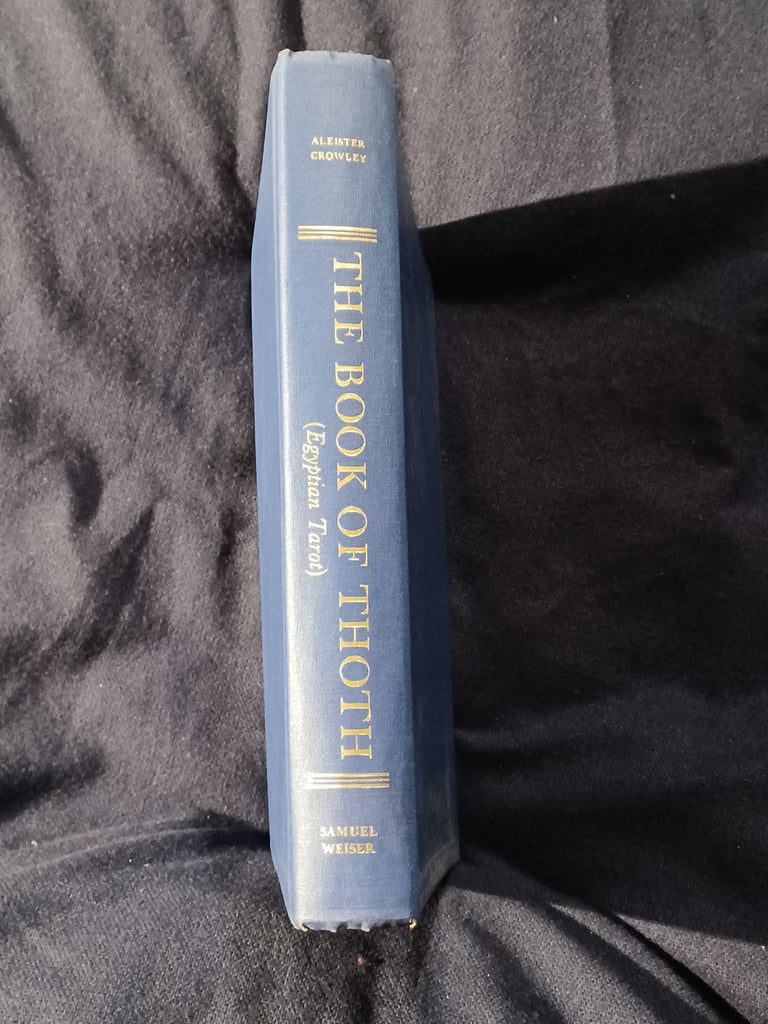 ALEISTER
CROWLEY
THE BOOK OF THOTH
(Egyptian Tarot)
SAMUEL
WEISER